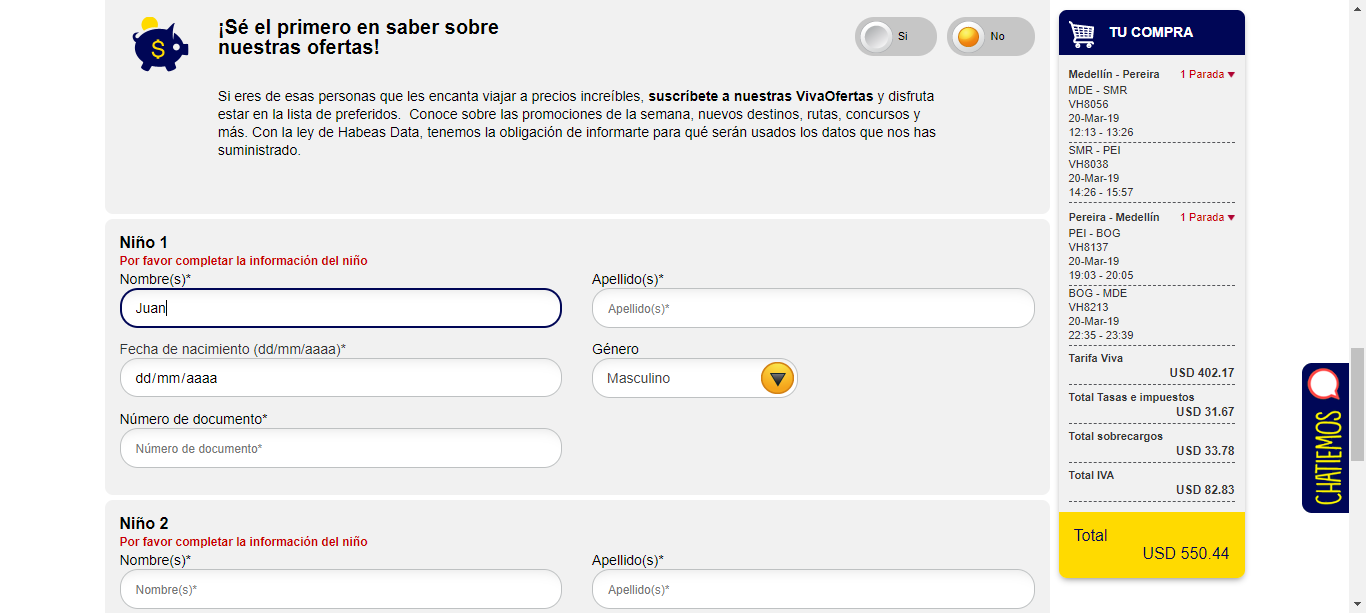 ¡Sé el primero en saber sobre
nuestras ofertas!
Si
No
Si eres de esas personas que les encanta viajar a precios increíbles, suscríbete a nuestras VivaOfertas y disfruta
estar en la lista de preferidos. Conoce sobre las promociones de la semana, nuevos destinos, rutas, concursos y
más. Con la ley de Habeas Data, tenemos la obligación de informarte para qué serán usados los datos que nos has
suministrado.
Niño 1
Por favor completar la información del niño
Nombre(s)*
Apellido(s)*
Juan
Apellido(s)*
Fecha de nacimiento (dd/mm/aaaa)*
Género
dd/mm/aaaa
Masculino
Número de documento*
Número de documento*
Niño 2
Por favor completar la información del niño
Nombre(s)*
Apellido(s)*
Nombre(s)*
Apellido(s)*
TU COMPRA
Medellín - Pereira 1 Parada
MDE - SMR
VH8056
20-Mar-19
12:13 - 13:26
SMR - PEI
VH8038
20-Mar-19
14:26 - 15:57
Pereira - Medellín 1 Parada
PEI - BOG
VH8137
20-Mar-19
19:03 - 20:05
BOG - MDE
VH8213
20-Mar-19
22:35 - 23:39
Tarifa Viva
USD 402.17
Total Tasas e impuestos
USD 31.67
Total sobrecargos
USD 33.78
Total IVA
USD 82.83
Total
USD 550.44
CHATIEMOS